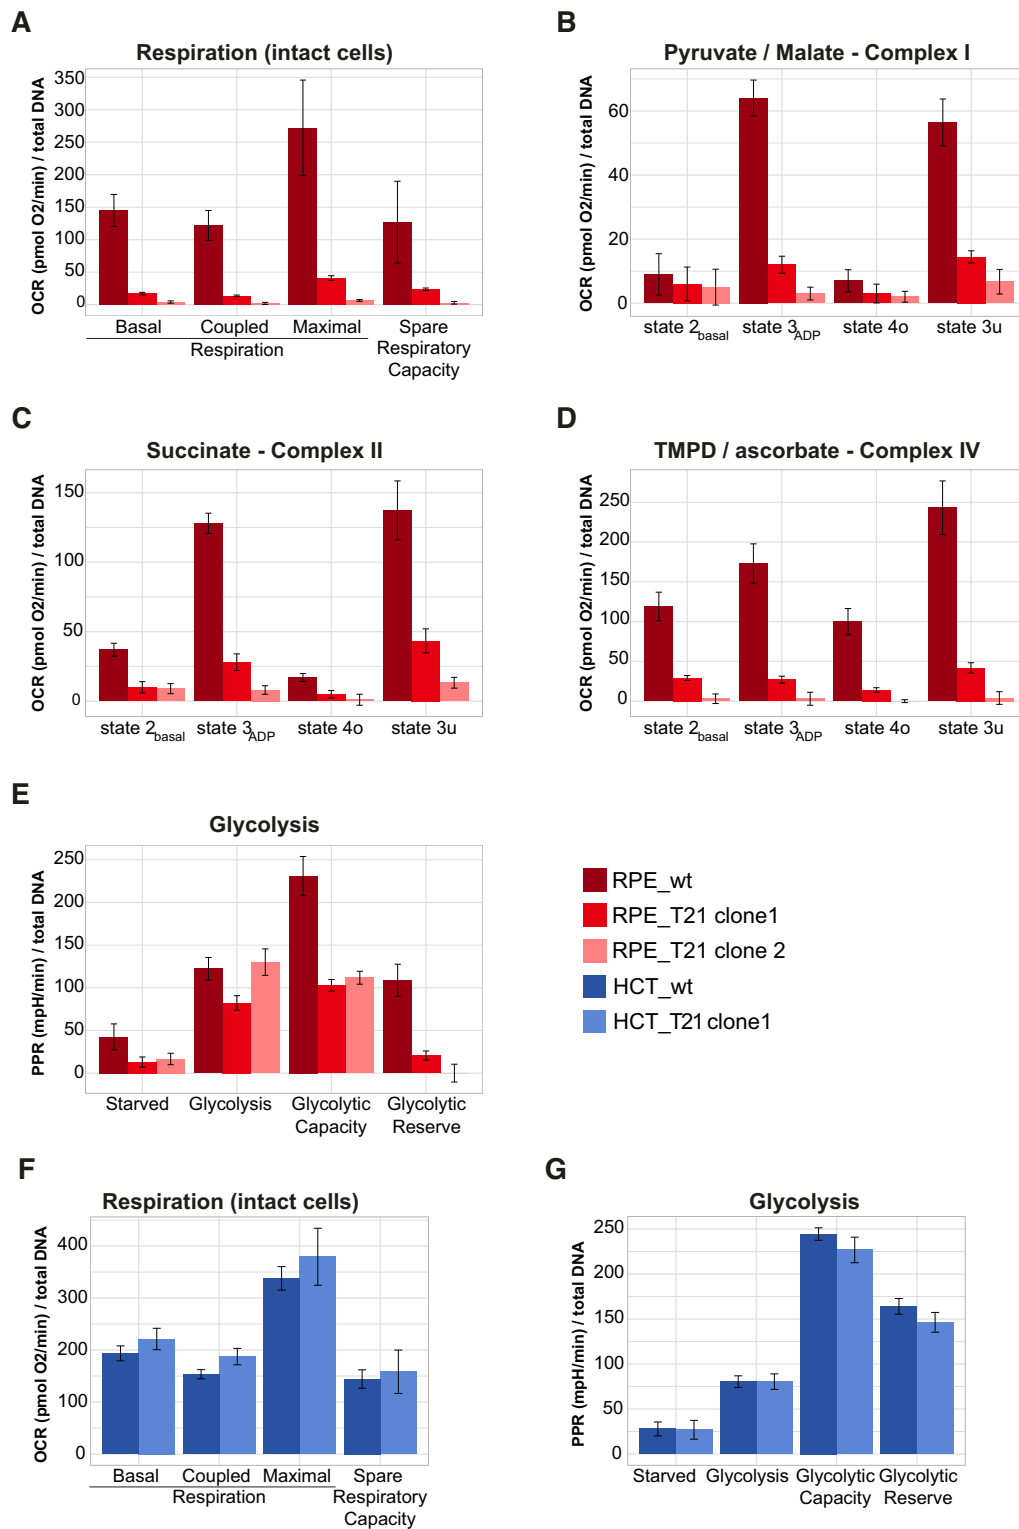 A
Respiration (intact cells)
OCR (pmol O2/min) / total DNA
350
300
250
200
150
100
50
0
Basal Coupled Maximal Spare
Respiration Respiratory
Capacity
B
Pyruvate / Malate - Complex I
OCR (pmol O2/min) / total DNA
60
40
20
0
state 2basal state 3ADP state 4o state 3u
C
Succinate - Complex II
OCR (pmol O2/min) / total DNA
150
100
50
0
state 2basal state 3ADP state 4o state 3u
D
TMPD / ascorbate - Complex IV
OCR (pmol O2/min) / total DNA
250
200
150
100
50
0
state 2basal state 3ADP state 4o state 3u
E
Glycolysis
PPR (mpH/min) / total DNA
250
200
150
100
50
0
Starved Glycolysis Glycolytic Glycolytic
Capacity Reserve
RPE_wt
RPE_T21 clone1
RPE_T21 clone 2
HCT_wt
HCT_T21 clone1
F
Respiration (intact cells)
OCR (pmol O2/min) / total DNA
400
300
200
100
0
Basal Coupled Maximal Spare
Respiration Respiratory
Capacity
G
Glycolysis
PPR (mpH/min) / total DNA
250
200
150
100
50
0
Starved Glycolysis Glycolytic Glycolytic
Capacity Reserve